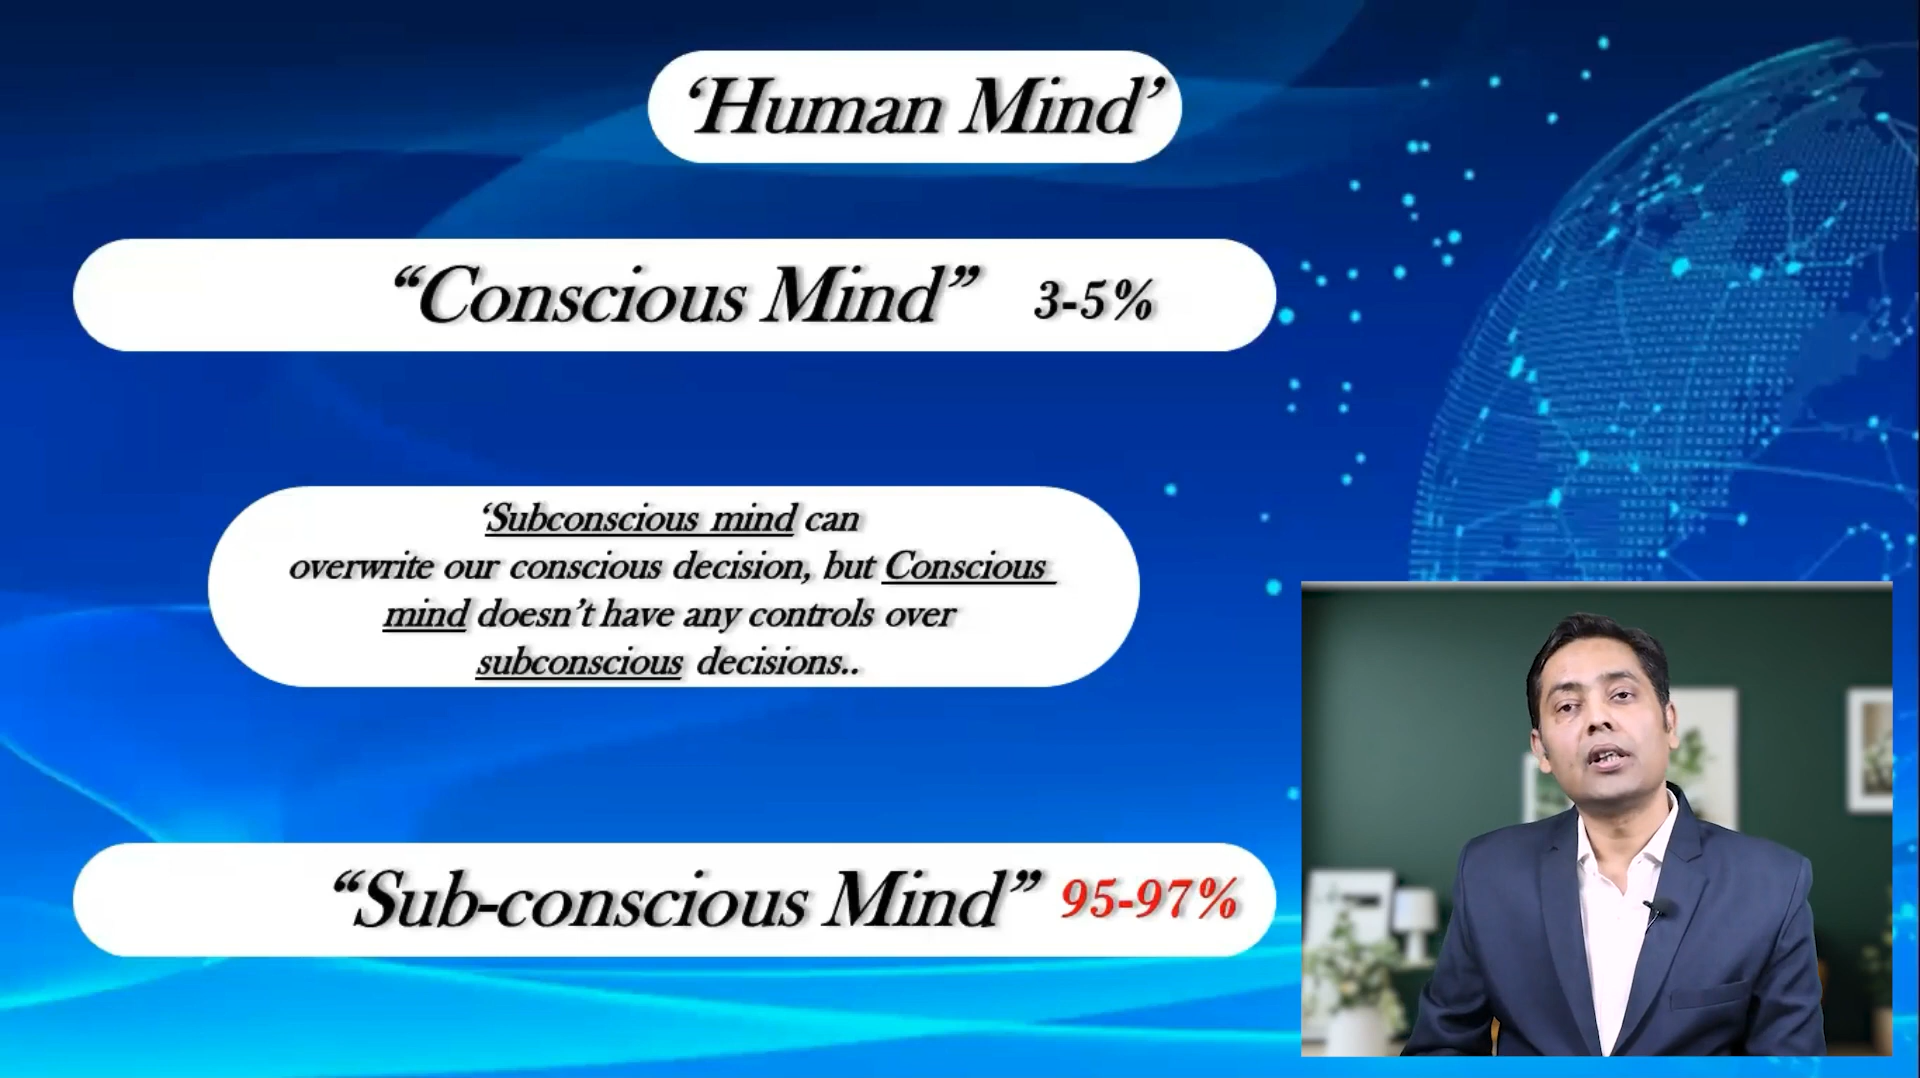 ‘Human Mind’
“Conscious Mind” 3-5%
‘Subconscious mind can
overwrite our conscious decision, but Conscious
mind doesn’t have any controls over
subconscious decisions..
“Sub-conscious Mind” 95-97%